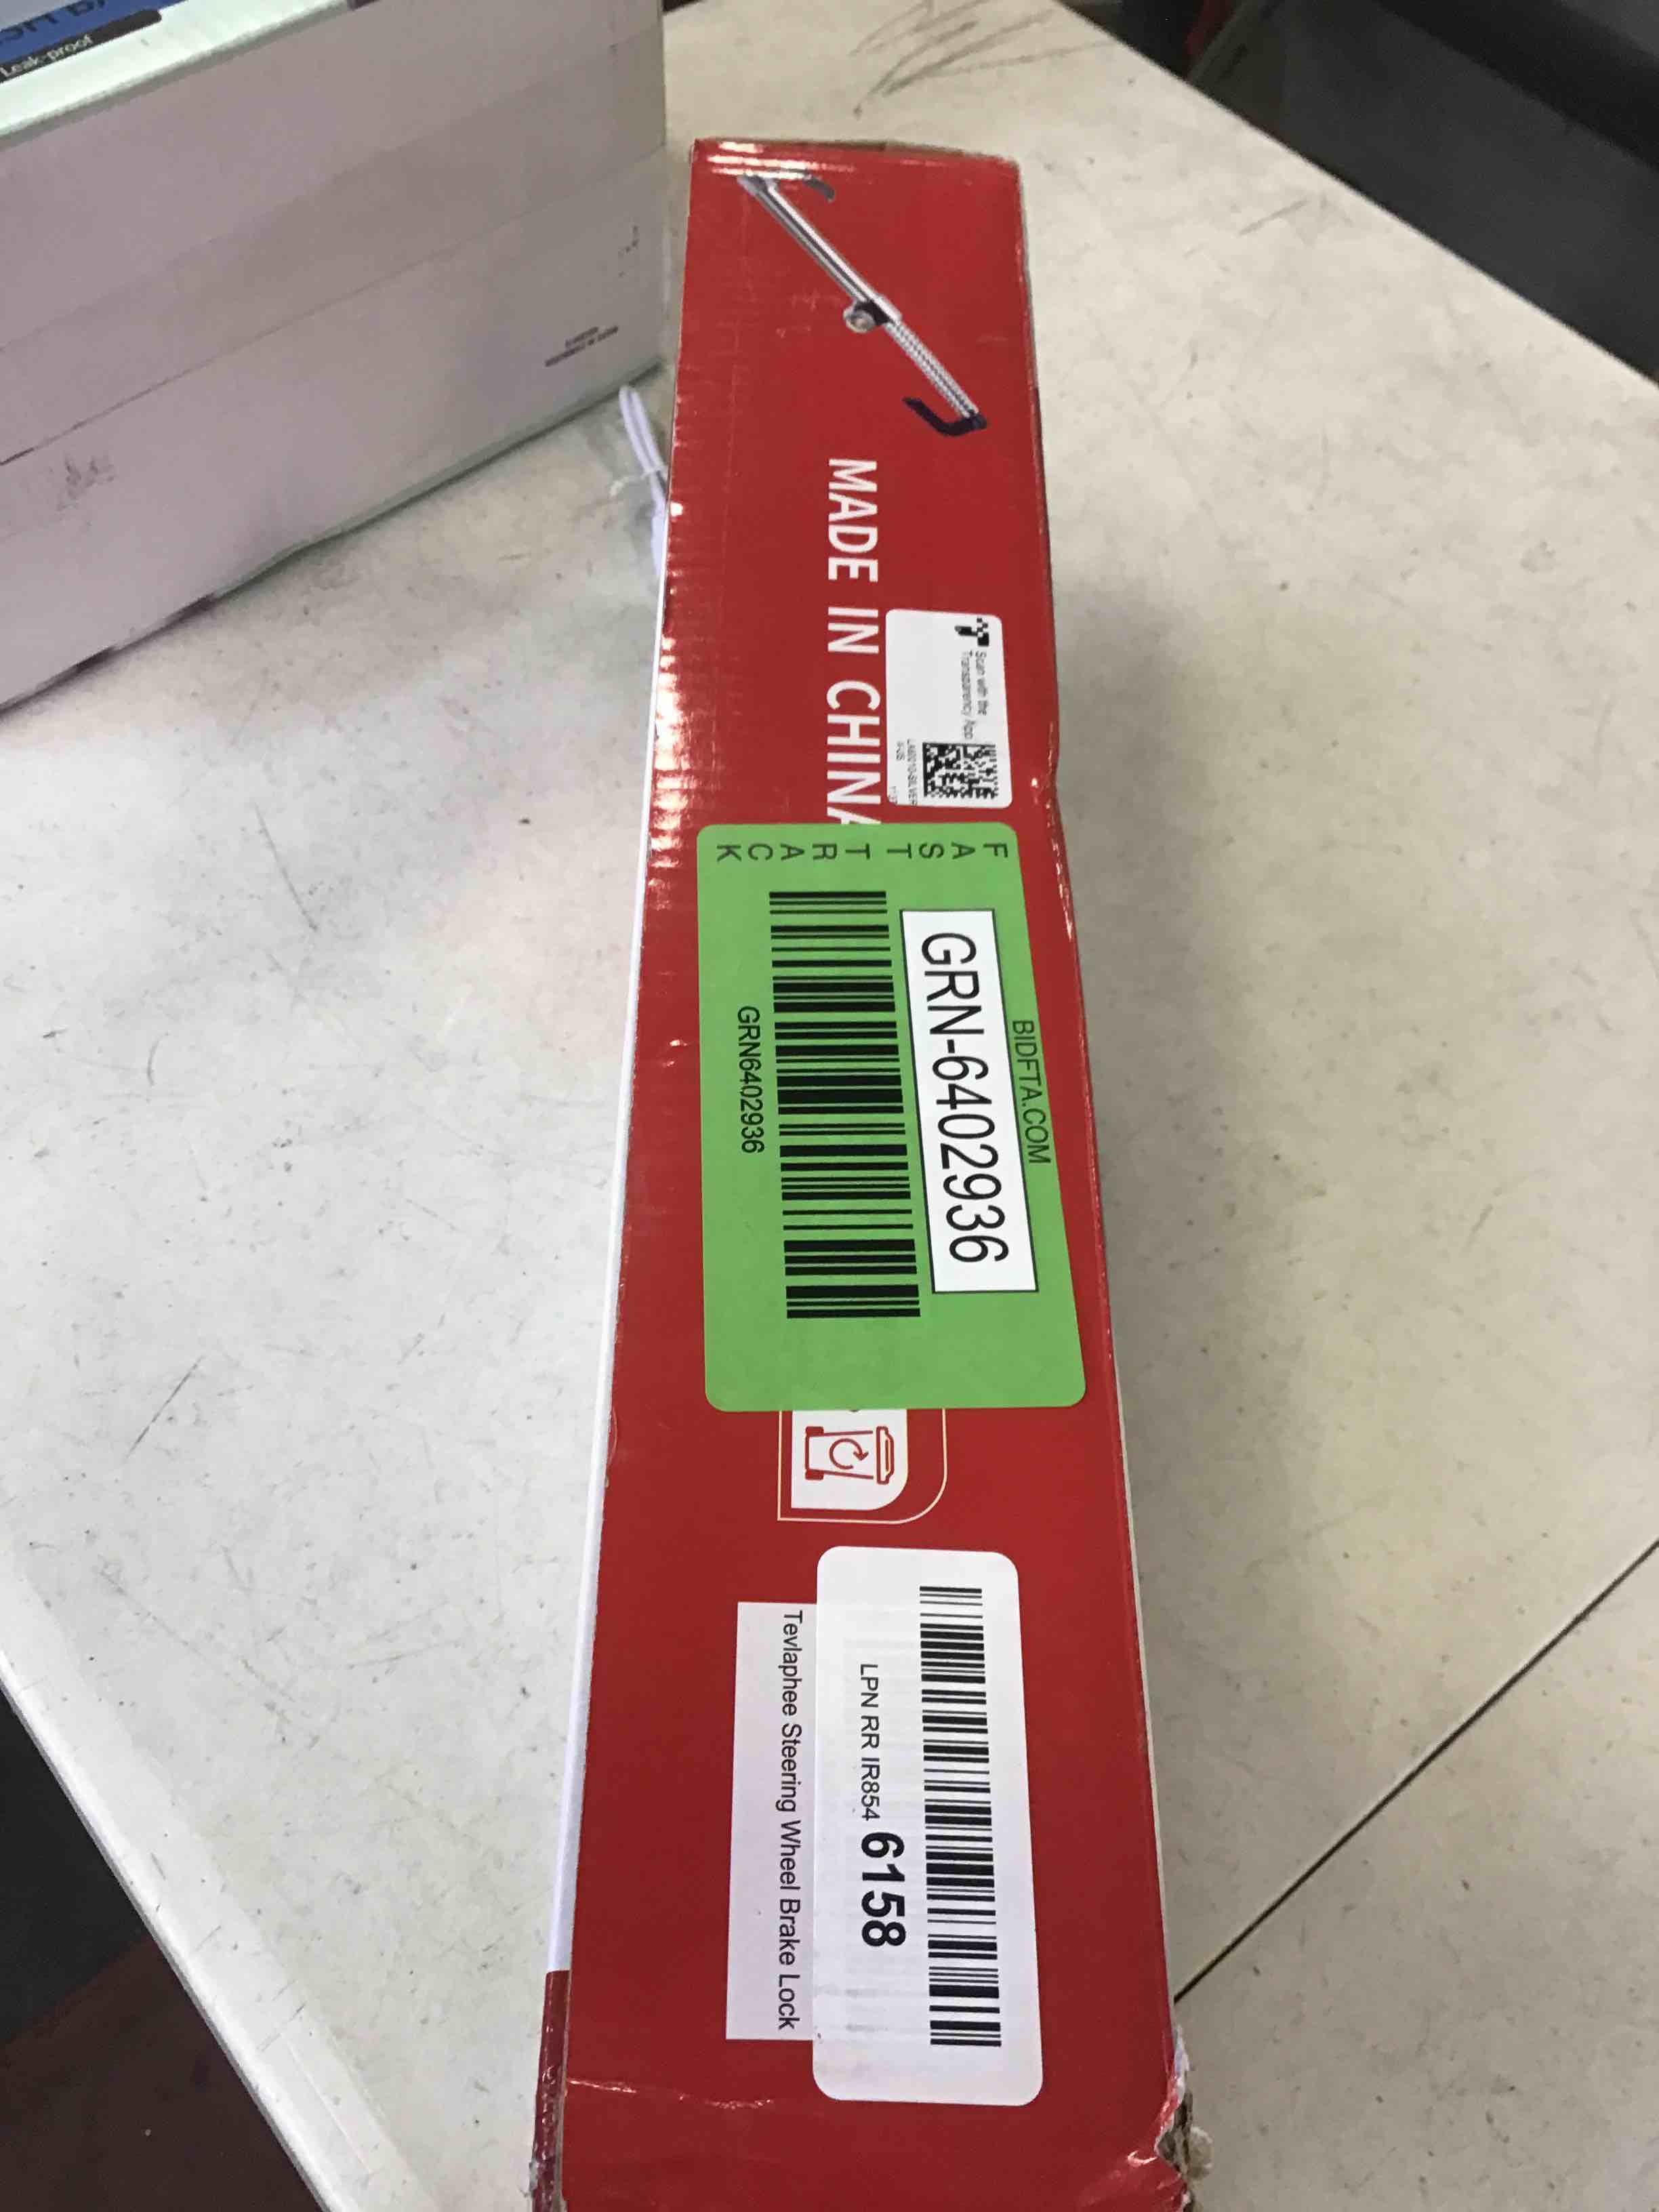 Leak-proof
MADE IN CHINA
Scan with the
Transparency App
FAST TRACK
BIDFTA.COM
GRN-6402936
GRN6402936
LPN RR IR854 6158
Tevlaphee Steering Wheel Brake Lock